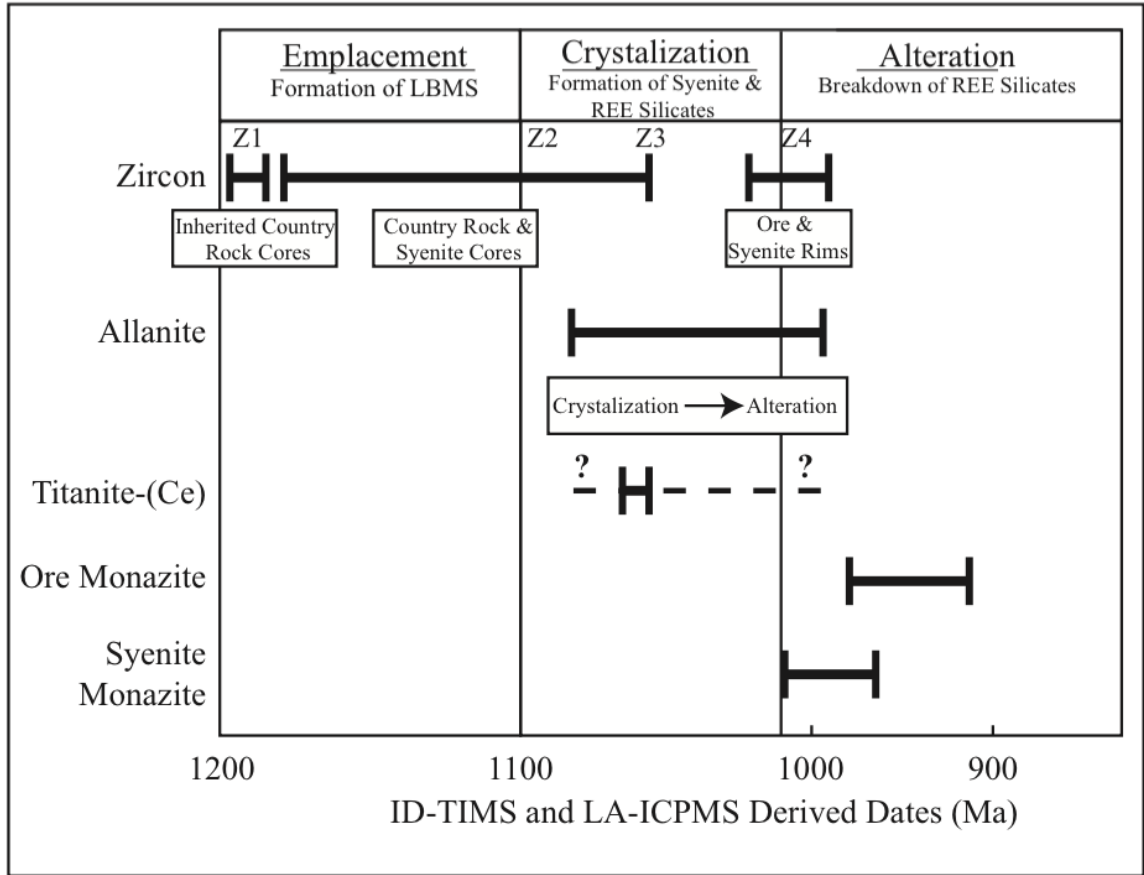 Emplacement
Formation of LBMS
Crystalization
Formation of Syenite &
REE Silicates
Alteration
Breakdown of REE Silicates
Z1
Z2
Z3
Z4
Zircon
Inherited Country
Rock Cores
Country Rock &
Syenite Cores
Ore &
Syenite Rims
Allanite
Crystalization
Alteration
? ?
Titanite-(Ce)
Ore Monazite
Syenite
Monazite
1200 1100 1000 900
ID-TIMS and LA-ICPMS Derived Dates (Ma)